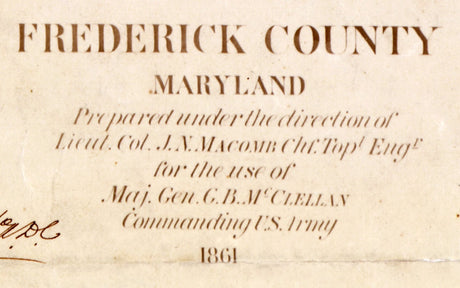 FREDERICK COUNTY
MARYLAND
Prepared under the direction of
Lieut. Col. J. N. MACOMB Chf. Topl Engr
for the use of
Maj. Gen. G. B. McCLELLAN
Commanding U.S. Army
1861